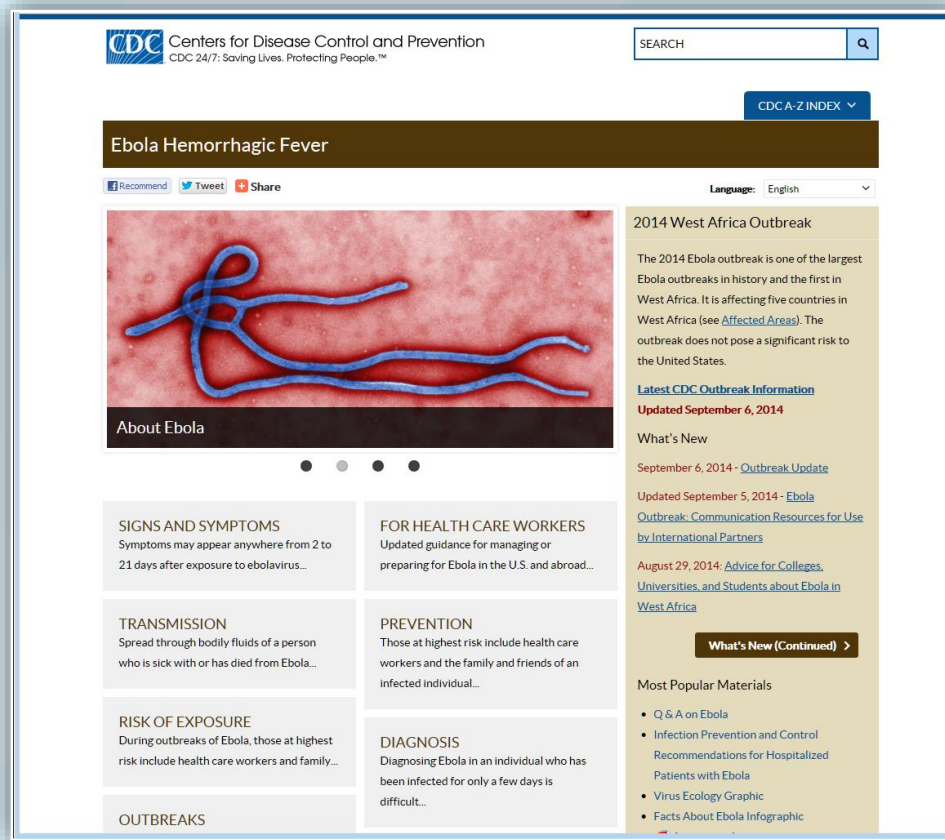 CDC Centers for Disease Control and Prevention
CDC 24/7: Saving Lives. Protecting People.™
SEARCH
CDC A-Z INDEX
Ebola Hemorrhagic Fever
Recommend Tweet Share
Language: English
About Ebola
SIGNS AND SYMPTOMS
Symptoms may appear anywhere from 2 to
21 days after exposure to ebolavirus...
TRANSMISSION
Spread through bodily fluids of a person
who is sick with or has died from Ebola...
RISK OF EXPOSURE
During outbreaks of Ebola, those at highest
risk include health care workers and family...
OUTBREAKS
FOR HEALTH CARE WORKERS
Updated guidance for managing or
preparing for Ebola in the U.S. and abroad...
PREVENTION
Those at highest risk include health care
workers and the family and friends of an
infected individual...
DIAGNOSIS
Diagnosing Ebola in an individual who has
been infected for only a few days is
difficult...
2014 West Africa Outbreak
The 2014 Ebola outbreak is one of the largest
Ebola outbreaks in history and the first in
West Africa. It is affecting five countries in
West Africa (see Affected Areas). The
outbreak does not pose a significant risk to
the United States.
Latest CDC Outbreak Information
Updated September 6, 2014
What's New
September 6, 2014 - Outbreak Update
Updated September 5, 2014 - Ebola
Outbreak: Communication Resources for Use
by International Partners
August 29, 2014: Advice for Colleges,
Universities, and Students about Ebola in
West Africa
What's New (Continued)
Most Popular Materials
• Q & A on Ebola
• Infection Prevention and Control
Recommendations for Hospitalized
Patients with Ebola
• Virus Ecology Graphic
• Facts About Ebola Infographic